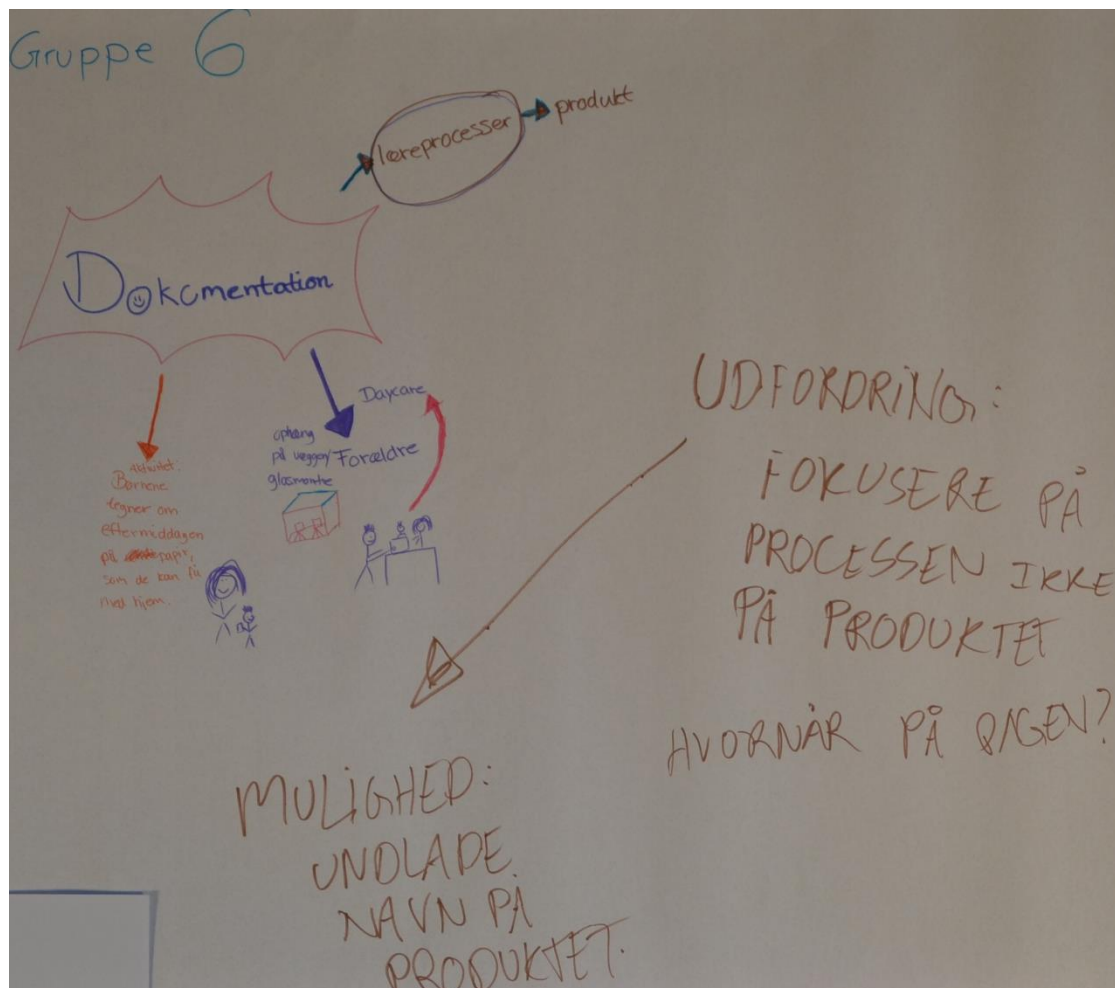 Gruppe 6
læreprocesser
produkt
Dokumentation
Daycare
ophæng
på væggen/
glasmontre
Forældre
Aktivitet:
Børnene
tegner om
eftermiddagen
på papir,
som de kan få
med hjem.
UDFORDRING:
FOKUSERE PÅ
PROCESSEN IKKE
PÅ PRODUKTET
HVORNÅR PÅ DAGEN?
MULIGHED:
UNDLADE
NAVN PÅ
PRODUKTET.